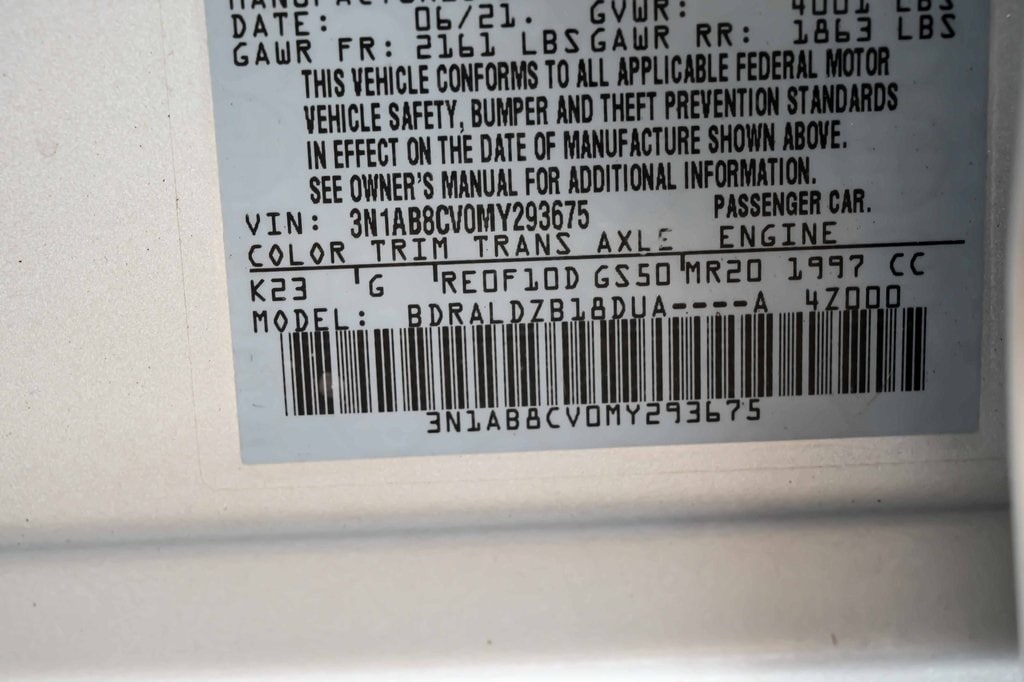 DATE: 06/21. GVWR: 4001 LBS
GAWR FR: 2161 LBS GAWR RR: 1863 LBS
THIS VEHICLE CONFORMS TO ALL APPLICABLE FEDERAL MOTOR
VEHICLE SAFETY, BUMPER AND THEFT PREVENTION STANDARDS
IN EFFECT ON THE DATE OF MANUFACTURE SHOWN ABOVE.
SEE OWNER'S MANUAL FOR ADDITIONAL INFORMATION.
VIN: 3N1AB8CV0MY293675 PASSENGER CAR.
COLOR TRIM TRANS AXLE ENGINE
K23 G RE0F10D GS50 MR20 1997 CC
MODEL: BDRALDZB18DUA----A 4Z000
3N1AB8CV0MY293675